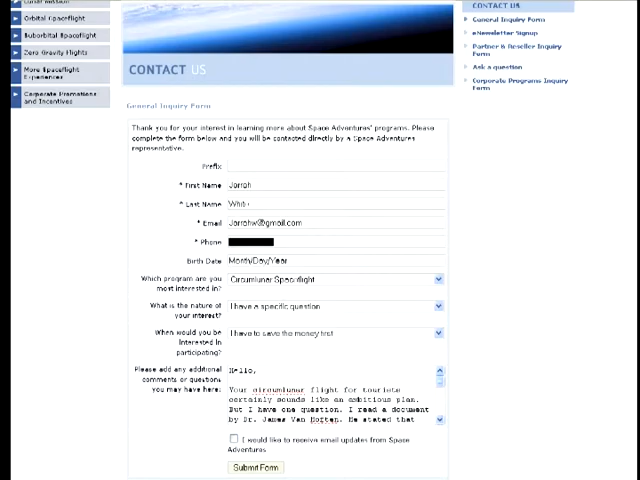 Orbital Spaceflight
Suborbital Spaceflight
Zero Gravity Flights
More Spaceflight
Experiences
Corporate Promotions
and Incentives
CONTACT US
CONTACT US
General Inquiry Form
eNewsletter Signup
Partner & Reseller Inquiry
Form
Ask a question
Corporate Programs Inquiry
Form
General Inquiry Form
Thank you for your interest in learning more about Space Adventures' programs. Please
complete the form below and you will be contacted directly by a Space Adventures
representative.
Prefix
* First Name Jarrah
* Last Name White
* Email Jarrahw@gmail.com
* Phone
Birth Date Month/Day/Year
Which program are you
most interested in? Circumlunar Spaceflight
What is the nature of
your interest? I have a specific question
When would you be
interested in
participating? I have to save the money first
Please add any additional
comments or questions
you may have here:
Hello,
Your circumlunar flight for tourists
certainly sounds like an ambitious plan.
But I have one question. I read a document
by Dr. James Van Hoften. He stated that
I would like to receive email updates from Space
Adventures
Submit Form